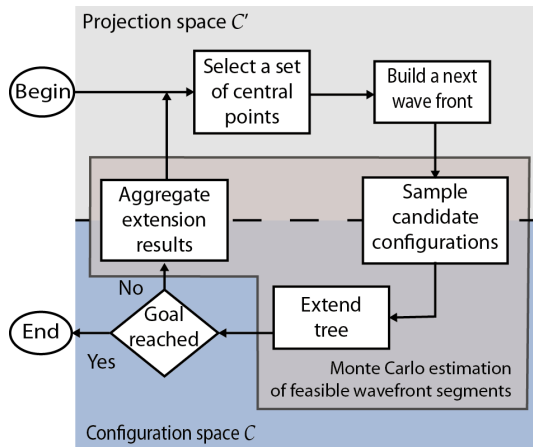 Projection space C'
Begin
Select a set
of central
points
Build a next
wave front
Aggregate
extension
results
Sample
candidate
configurations
No
Extend
tree
Goal
reached
End
Yes
Monte Carlo estimation
of feasible wavefront segments
Configuration space C